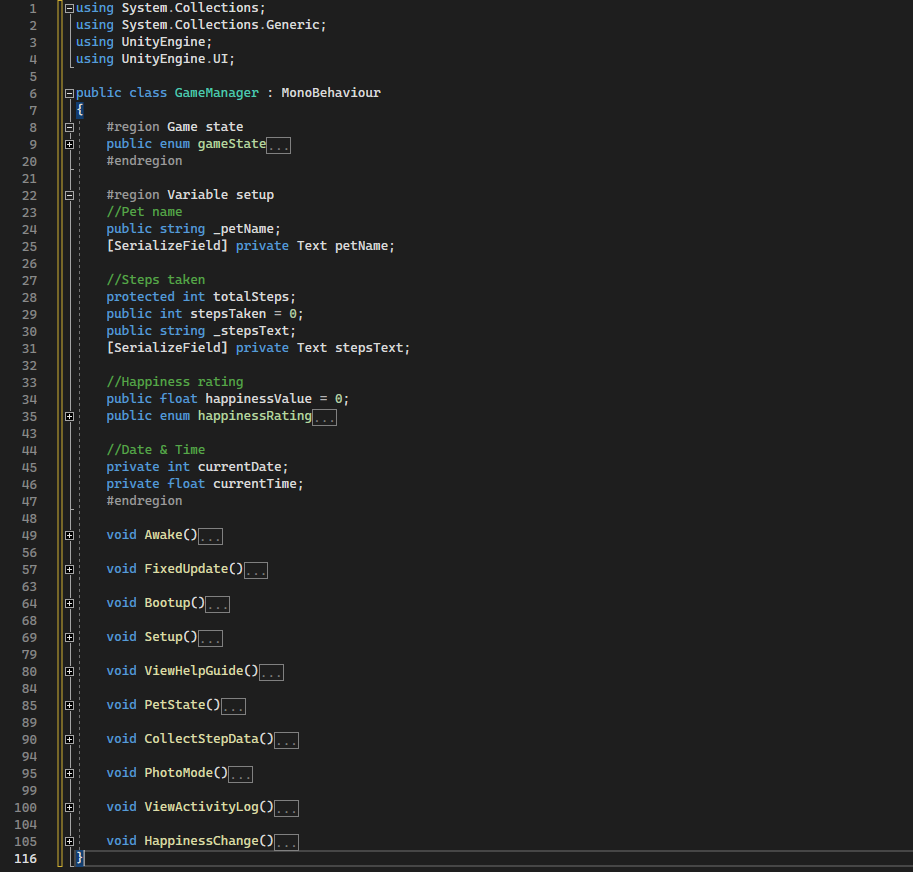 1 using System.Collections;
2 using System.Collections.Generic;
3 using UnityEngine;
4 using UnityEngine.UI;
5
6 public class GameManager : MonoBehaviour
7 {
8 #region Game state
9 public enum gameState...
20 #endregion
21
22 #region Variable setup
23 //Pet name
24 public string _petName;
25 [SerializeField] private Text petName;
26
27 //Steps taken
28 protected int totalSteps;
29 public int stepsTaken = 0;
30 public string _stepsText;
31 [SerializeField] private Text stepsText;
32
33 //Happiness rating
34 public float happinessValue = 0;
35 public enum happinessRating...
43
44 //Date & Time
45 private int currentDate;
46 private float currentTime;
47 #endregion
48
49 void Awake()...
56
57 void FixedUpdate()...
63
64 void Bootup()...
68
69 void Setup()...
79
80 void ViewHelpGuide()...
84
85 void PetState()...
89
90 void CollectStepData()...
94
95 void PhotoMode()...
99
100 void ViewActivityLog()...
104
105 void HappinessChange()...
116 }